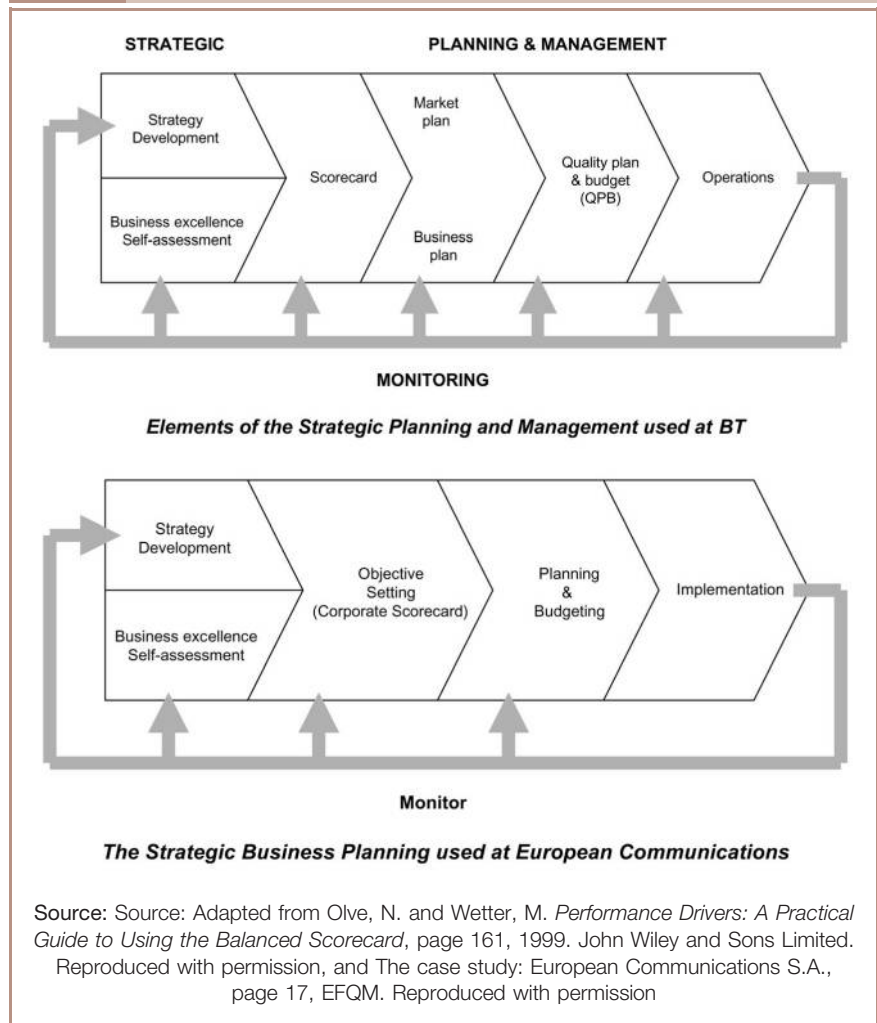 STRATEGIC
PLANNING & MANAGEMENT
Strategy
Development
Business excellence
Self-assessment
Scorecard
Market
plan
Business
plan
Quality plan
& budget
(QPB)
Operations
MONITORING
Elements of the Strategic Planning and Management used at BT
Strategy
Development
Business excellence
Self-assessment
Objective
Setting
(Corporate Scorecard)
Planning
&
Budgeting
Implementation
Monitor
The Strategic Business Planning used at European Communications
Source: Source: Adapted from Olve, N. and Wetter, M. Performance Drivers: A Practical
Guide to Using the Balanced Scorecard, page 161, 1999. John Wiley and Sons Limited.
Reproduced with permission, and The case study: European Communications S.A.,
page 17, EFQM. Reproduced with permission